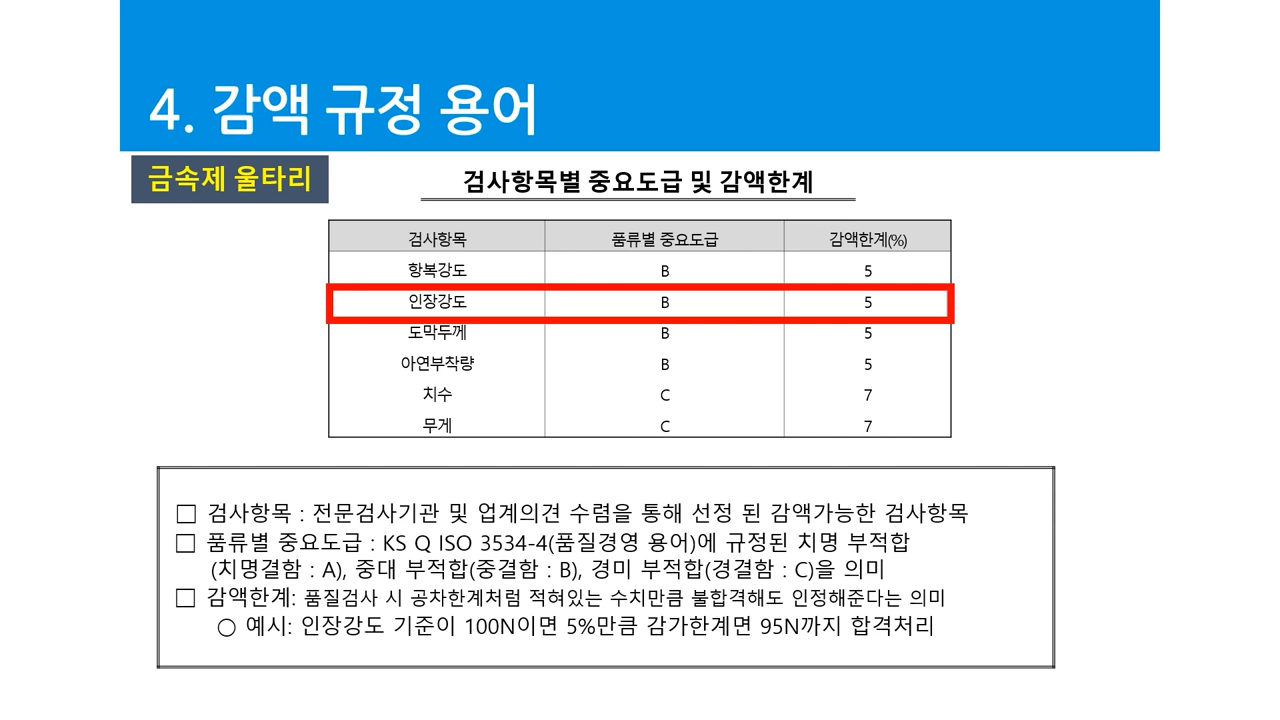 4. 감액 규정 용어
금속제 울타리
검사항목별 중요도급 및 감액한계
검사항목 품류별 중요도급 감액한계(%)
항복강도 B 5
인장강도 B 5
도막두께 B 5
아연부착량 B 5
치수 C 7
무게 C 7
□ 검사항목 : 전문검사기관 및 업계의견 수렴을 통해 선정 된 감액가능한 검사항목
□ 품류별 중요도급 : KS Q ISO 3534-4(품질경영 용어)에 규정된 치명 부적합
(치명결함 : A), 중대 부적합(중결함 : B), 경미 부적합(경결함 : C)을 의미
□ 감액한계: 품질검사 시 공차한계처럼 적혀있는 수치만큼 불합격해도 인정해준다는 의미
○ 예시: 인장강도 기준이 100N이면 5%만큼 감가한계면 95N까지 합격처리